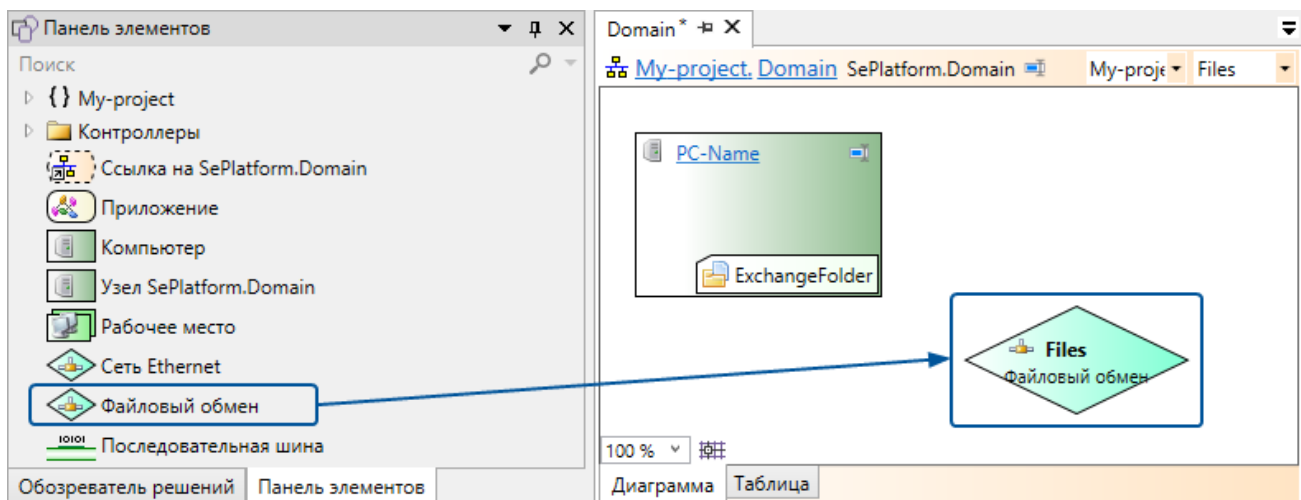 Панель элементов
Поиск
{ } My-project
Контроллеры
Ссылка на SePlatform.Domain
Приложение
Компьютер
Узел SePlatform.Domain
Рабочее место
Сеть Ethernet
Файловый обмен
10101 Последовательная шина
Обозреватель решений Панель элементов
Domain*
My-project. Domain SePlatform.Domain My-proje Files
PC-Name
ExchangeFolder
Files
Файловый обмен
100 %
Диаграмма Таблица